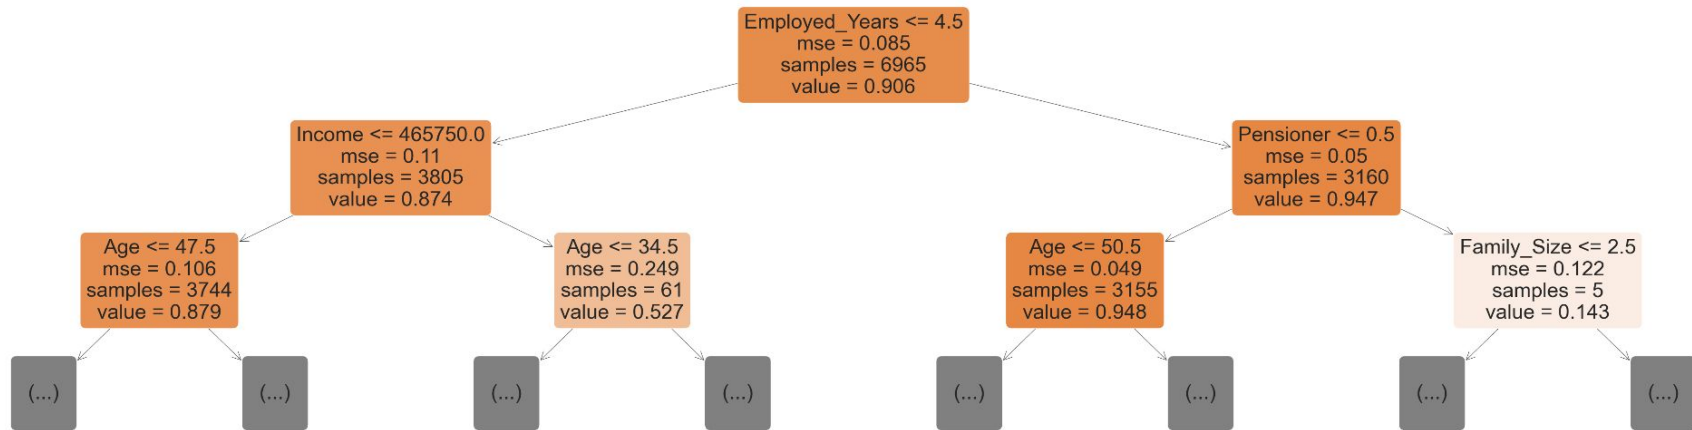 Employed_Years <= 4.5
mse = 0.085
samples = 6965
value = 0.906
Income <= 465750.0
mse = 0.11
samples = 3805
value = 0.874
Pensioner <= 0.5
mse = 0.05
samples = 3160
value = 0.947
Age <= 47.5
mse = 0.106
samples = 3744
value = 0.879
Age <= 34.5
mse = 0.249
samples = 61
value = 0.527
Age <= 50.5
mse = 0.049
samples = 3155
value = 0.948
Family_Size <= 2.5
mse = 0.122
samples = 5
value = 0.143
(...)
(...)
(...)
(...)
(...)
(...)
(...)
(...)